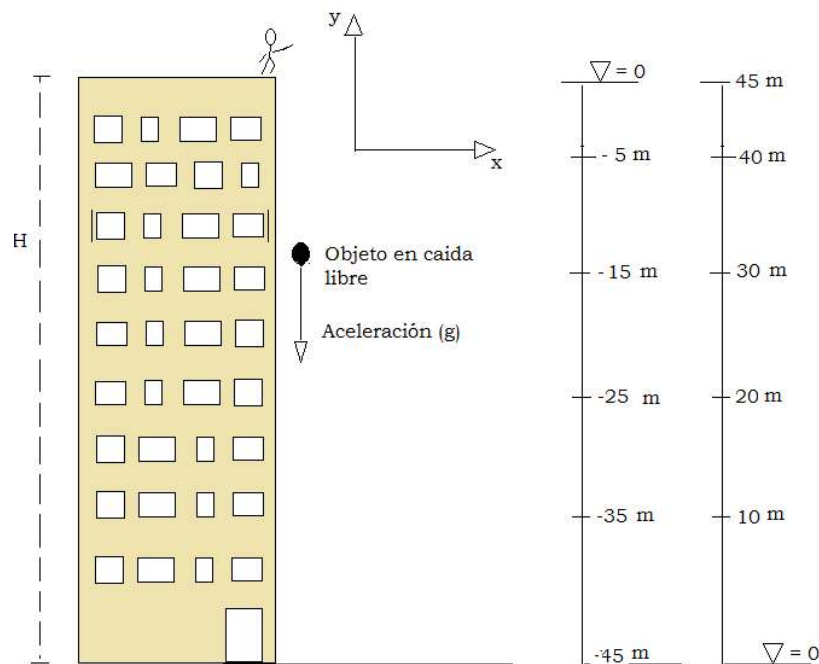 y
▽ = 0
45 m
x
- 5 m
40 m
H
Objeto en caida
libre
-15 m
30 m
Aceleración (g)
-25 m
20 m
-35 m
10 m
-45 m
▽ = 0